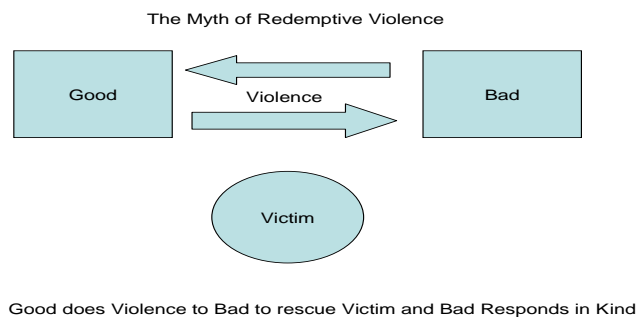 The Myth of Redemptive Violence
Good
Violence
Bad
Victim
Good does Violence to Bad to rescue Victim and Bad Responds in Kind